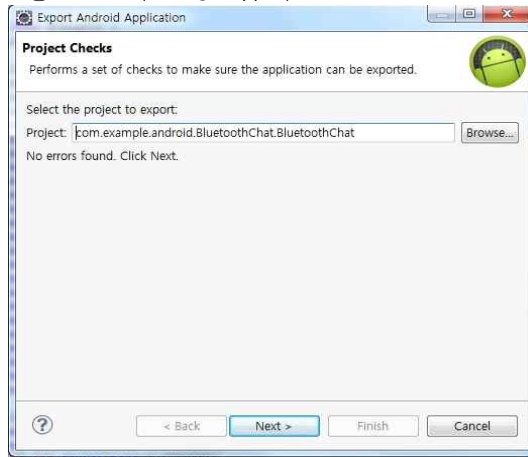 Export Android Application
Project Checks
Performs a set of checks to make sure the application can be exported.
Select the project to export:
Project: com.example.android.BluetoothChat.BluetoothChat Browse...
No errors found. Click Next.
? < Back Next > Finish Cancel